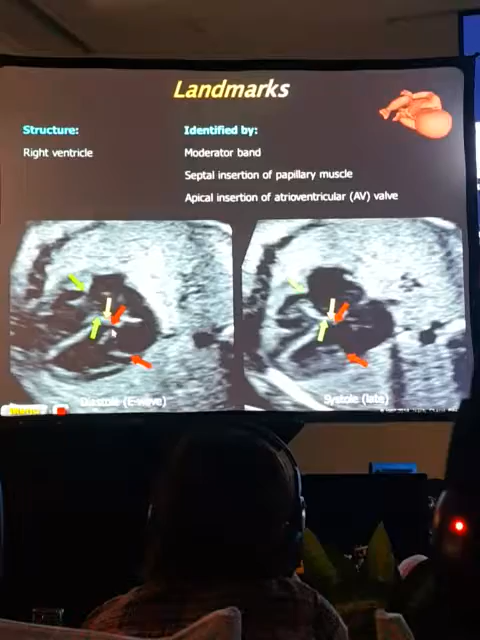 Landmarks
Structure:
Identified by:
Right ventricle
Moderator band
Septal insertion of papillary muscle
Apical insertion of atrioventricular (AV) valve
Diastole (E-wave)
Systole (late)
Menu